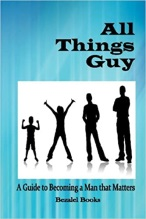 All
Things
Guy
A Guide to Becoming a Man that Matters
Bezalel Books